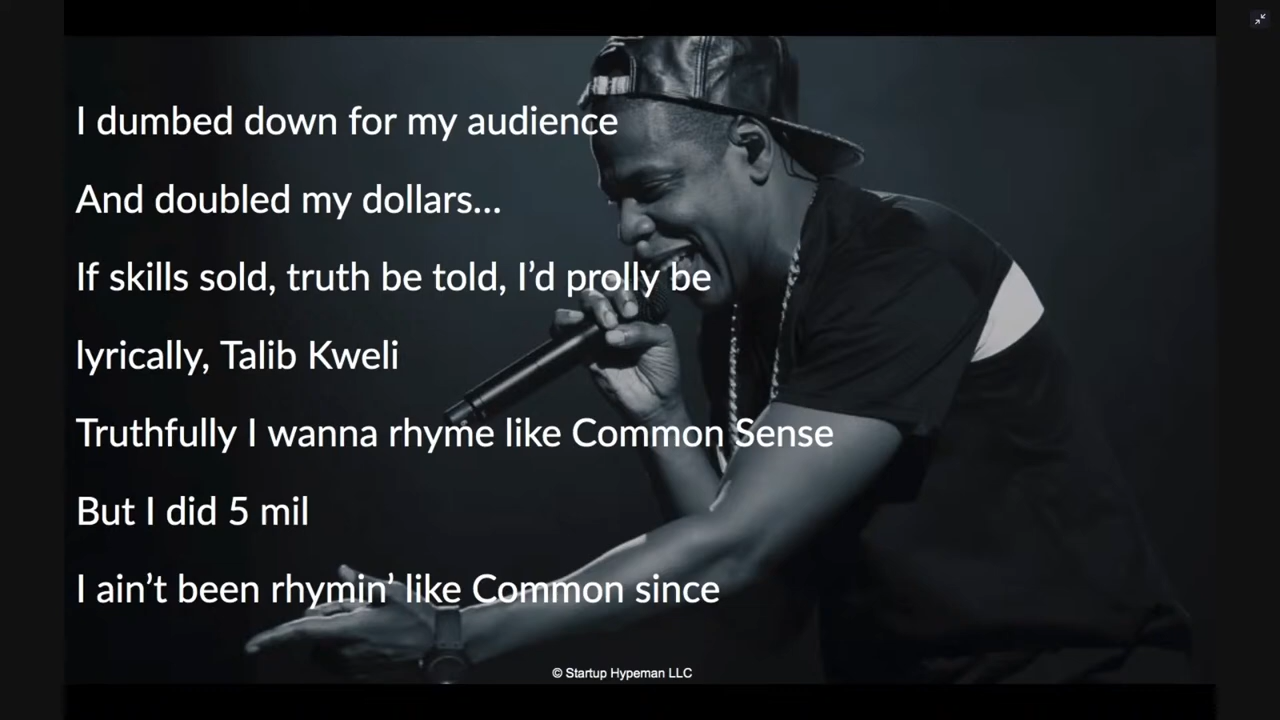 I dumbed down for my audience
And doubled my dollars...
If skills sold, truth be told, I’d prolly be
lyrically, Talib Kweli
Truthfully I wanna rhyme like Common Sense
But I did 5 mil
I ain’t been rhymin’ like Common since
© Startup Hypeman LLC